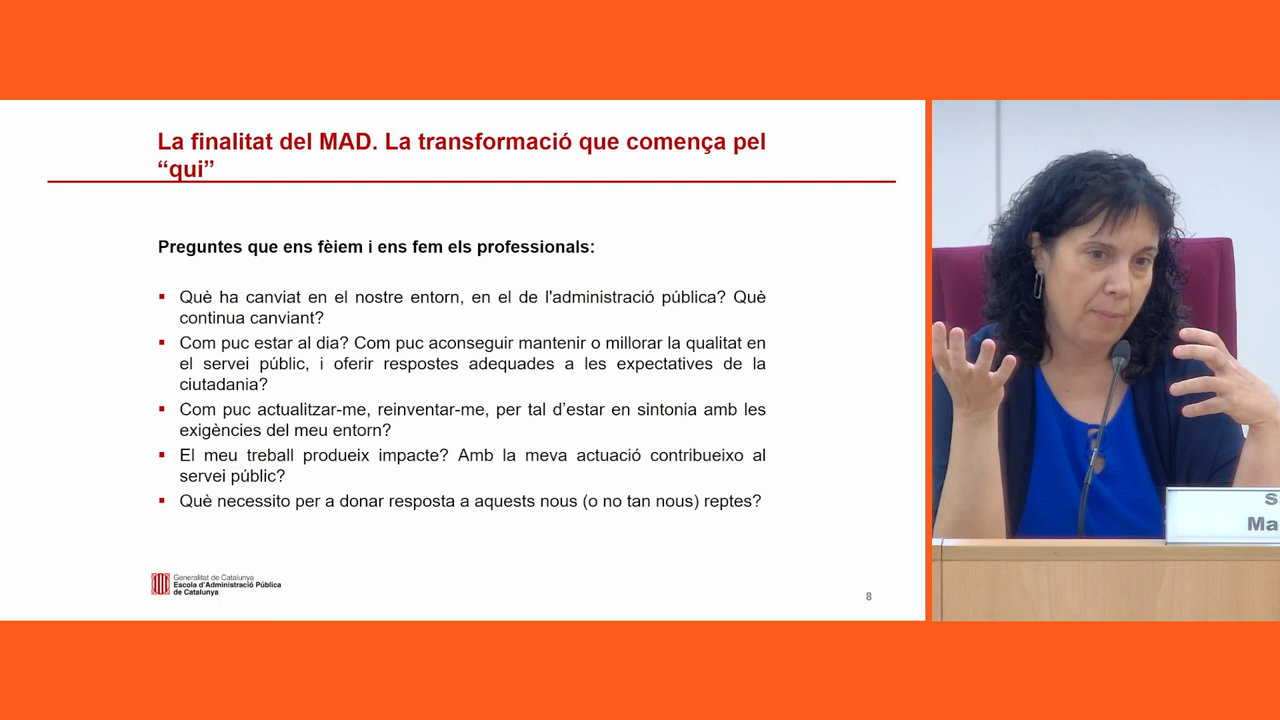 La finalitat del MAD. La transformació que comença pel
“qui”
Preguntes que ens fèiem i ens fem els professionals:
▪ Què ha canviat en el nostre entorn, en el de l'administració pública? Què
continua canviant?
▪ Com puc estar al dia? Com puc aconseguir mantenir o millorar la qualitat en
el servei públic, i oferir respostes adequades a les expectatives de la
ciutadania?
▪ Com puc actualitzar-me, reinventar-me, per tal d’estar en sintonia amb les
exigències del meu entorn?
▪ El meu treball produeix impacte? Amb la meva actuació contribueixo al
servei públic?
▪ Què necessito per a donar resposta a aquests nous (o no tan nous) reptes?
Generalitat de Catalunya
Escola d'Administració Pública
de Catalunya
8
S
Ma